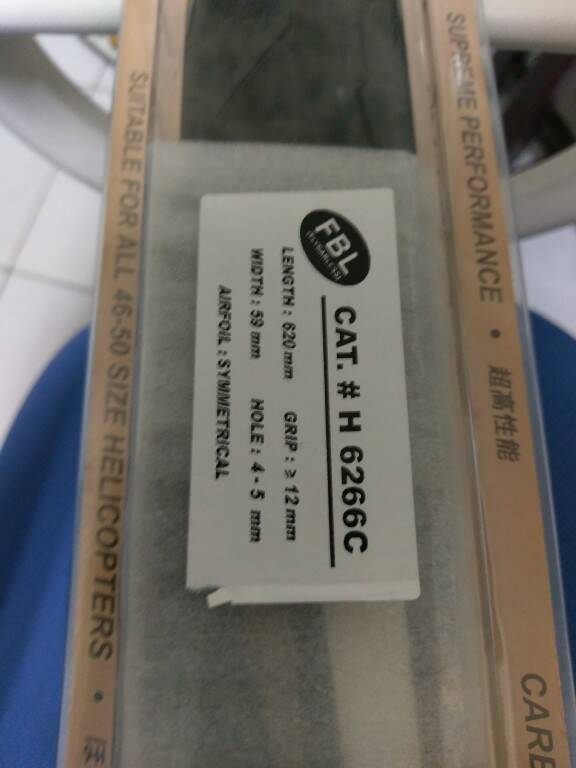 SUPREME PERFORMANCE • 超高性能
FBL
CAT. # H 6266C
LENGTH : 620 mm GRIP : ≥ 12 mm
WIDTH : 59 mm HOLE : 4 - 5 mm
AIRFOIL : SYMMETRICAL
SUITABLE FOR ALL 46-50 SIZE HELICOPTERS •